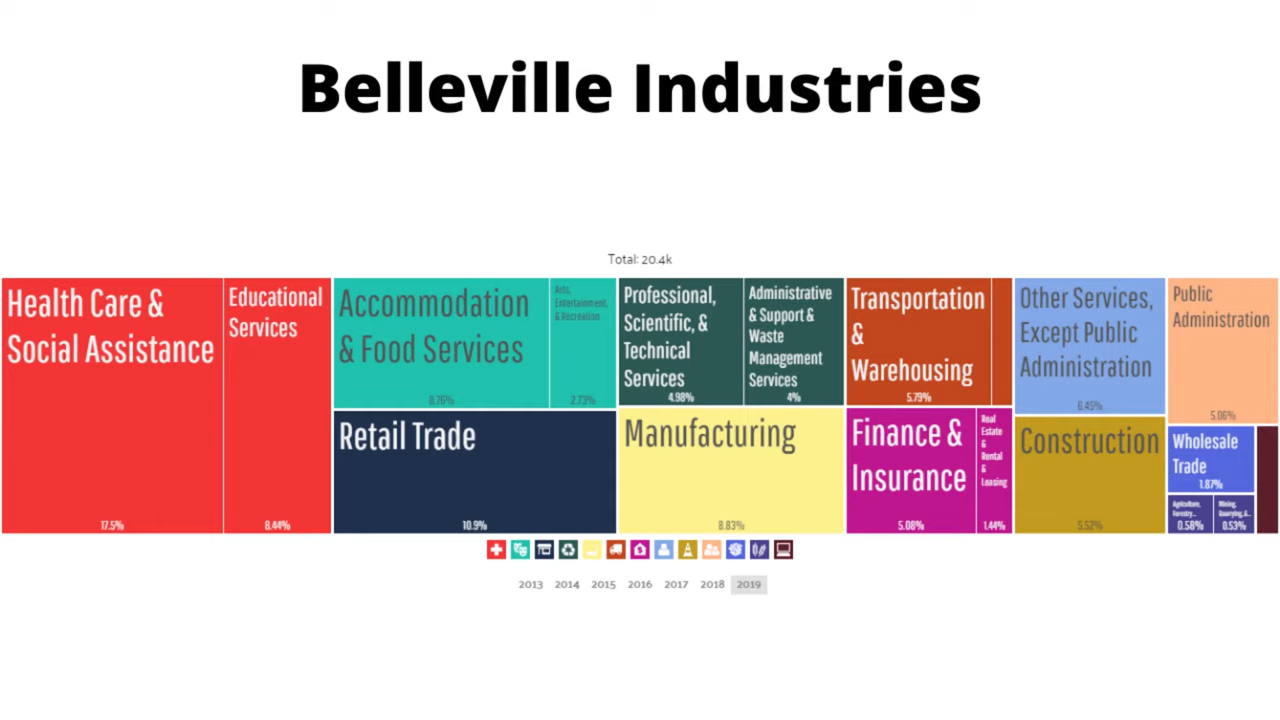 Belleville Industries
Total: 20.4k
Health Care &
Social Assistance
17.5%
Educational
Services
8.44%
Accommodation
& Food Services
8.76%
Arts,
Entertainment,
& Recreation
2.73%
Retail Trade
10.9%
Professional,
Scientific, &
Technical
Services
4.98%
Administrative
& Support &
Waste
Management
Services
4%
Manufacturing
8.83%
Transportation
&
Warehousing
5.79%
Finance &
Insurance
5.08%
Real
Estate
&
Rental
&
Leasing
1.44%
Other Services,
Except Public
Administration
6.45%
Construction
5.52%
Public
Administration
5.06%
Wholesale
Trade
1.87%
Agriculture,
Forestry...
0.58%
Mining,
Quarrying, &...
0.53%
2013 2014 2015 2016 2017 2018 2019